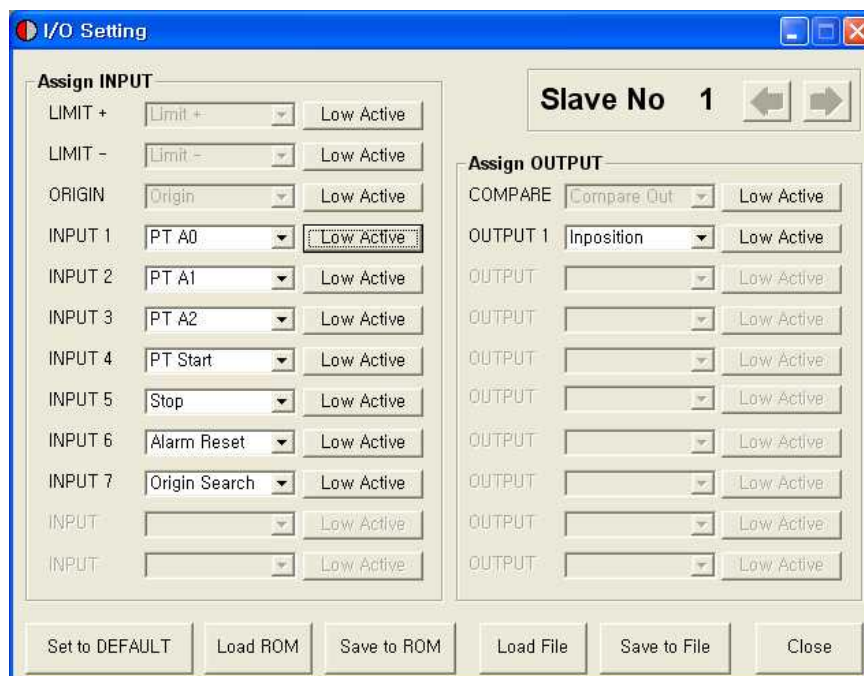 I/O Setting
Assign INPUT
LIMIT + Limit + Low Active
LIMIT - Limit - Low Active
ORIGIN Origin Low Active
INPUT 1 PT A0 Low Active
INPUT 2 PT A1 Low Active
INPUT 3 PT A2 Low Active
INPUT 4 PT Start Low Active
INPUT 5 Stop Low Active
INPUT 6 Alarm Reset Low Active
INPUT 7 Origin Search Low Active
INPUT Low Active
INPUT Low Active
Slave No 1
Assign OUTPUT
COMPARE Compare Out Low Active
OUTPUT 1 Inposition Low Active
OUTPUT Low Active
OUTPUT Low Active
OUTPUT Low Active
OUTPUT Low Active
OUTPUT Low Active
OUTPUT Low Active
OUTPUT Low Active
OUTPUT Low Active
Set to DEFAULT Load ROM Save to ROM Load File Save to File Close